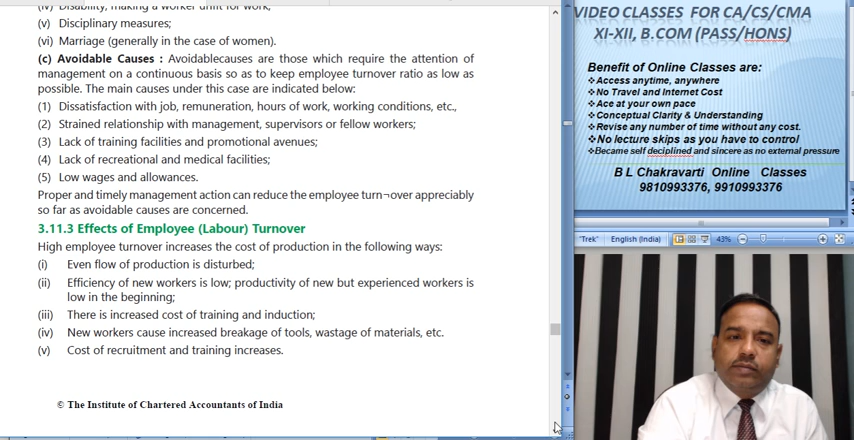 (iv) Disability, making a worker unfit for work;
(v) Disciplinary measures;
(vi) Marriage (generally in the case of women).
(c) Avoidable Causes : Avoidablecauses are those which require the attention of
management on a continuous basis so as to keep employee turnover ratio as low as
possible. The main causes under this case are indicated below:
(1) Dissatisfaction with job, remuneration, hours of work, working conditions, etc.,
(2) Strained relationship with management, supervisors or fellow workers;
(3) Lack of training facilities and promotional avenues;
(4) Lack of recreational and medical facilities;
(5) Low wages and allowances.
Proper and timely management action can reduce the employee turn¬over appreciably
so far as avoidable causes are concerned.
3.11.3 Effects of Employee (Labour) Turnover
High employee turnover increases the cost of production in the following ways:
(i) Even flow of production is disturbed;
(ii) Efficiency of new workers is low; productivity of new but experienced workers is
low in the beginning;
(iii) There is increased cost of training and induction;
(iv) New workers cause increased breakage of tools, wastage of materials, etc.
(v) Cost of recruitment and training increases.
© The Institute of Chartered Accountants of India
VIDEO CLASSES FOR CA/CS/CMA
XI-XII, B.COM (PASS/HONS)
Benefit of Online Classes are:
❖Access anytime, anywhere
❖No Travel and Internet Cost
❖Ace at your own pace
❖Conceptual Clarity & Understanding
❖Revise any number of time without any cost.
❖No lecture skips as you have to control
❖Became self deciplined and sincere as no external pressure
B L Chakravarti Online Classes
9810993376, 9910993376
"Trek" English (India) 43%